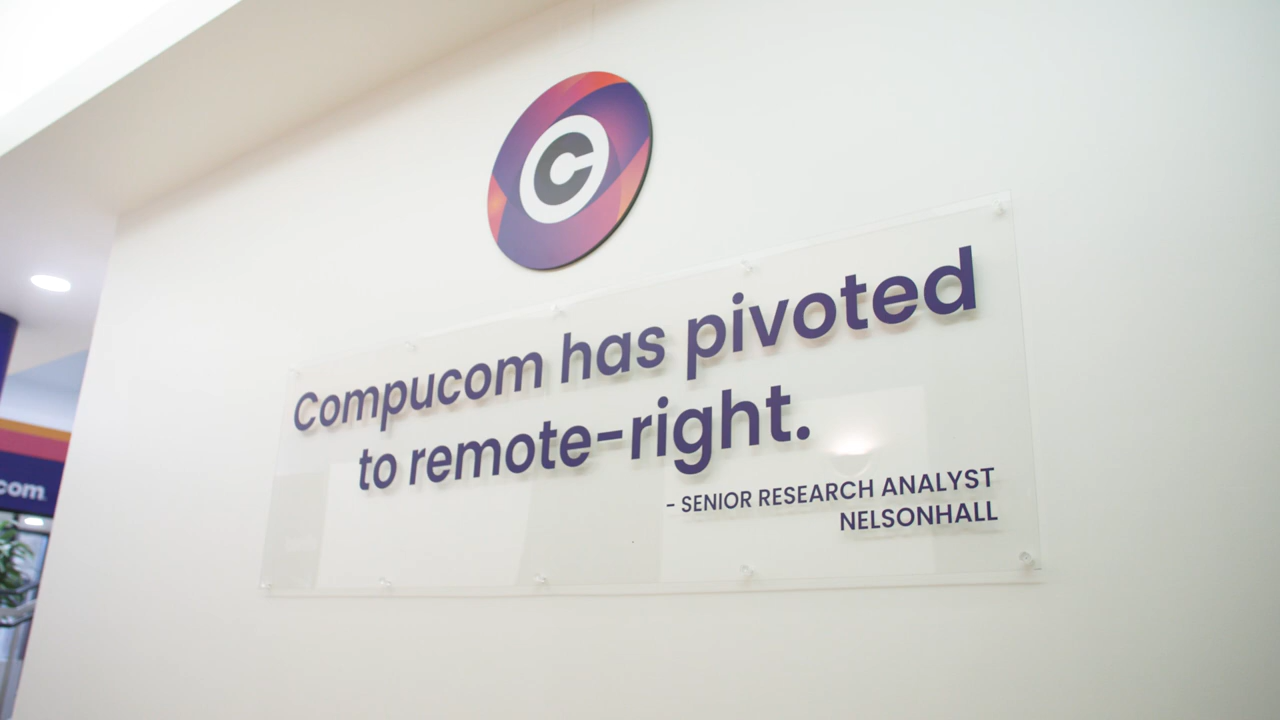 C
Compucom has pivoted
to remote-right.
- SENIOR RESEARCH ANALYST
NELSONHALL
com